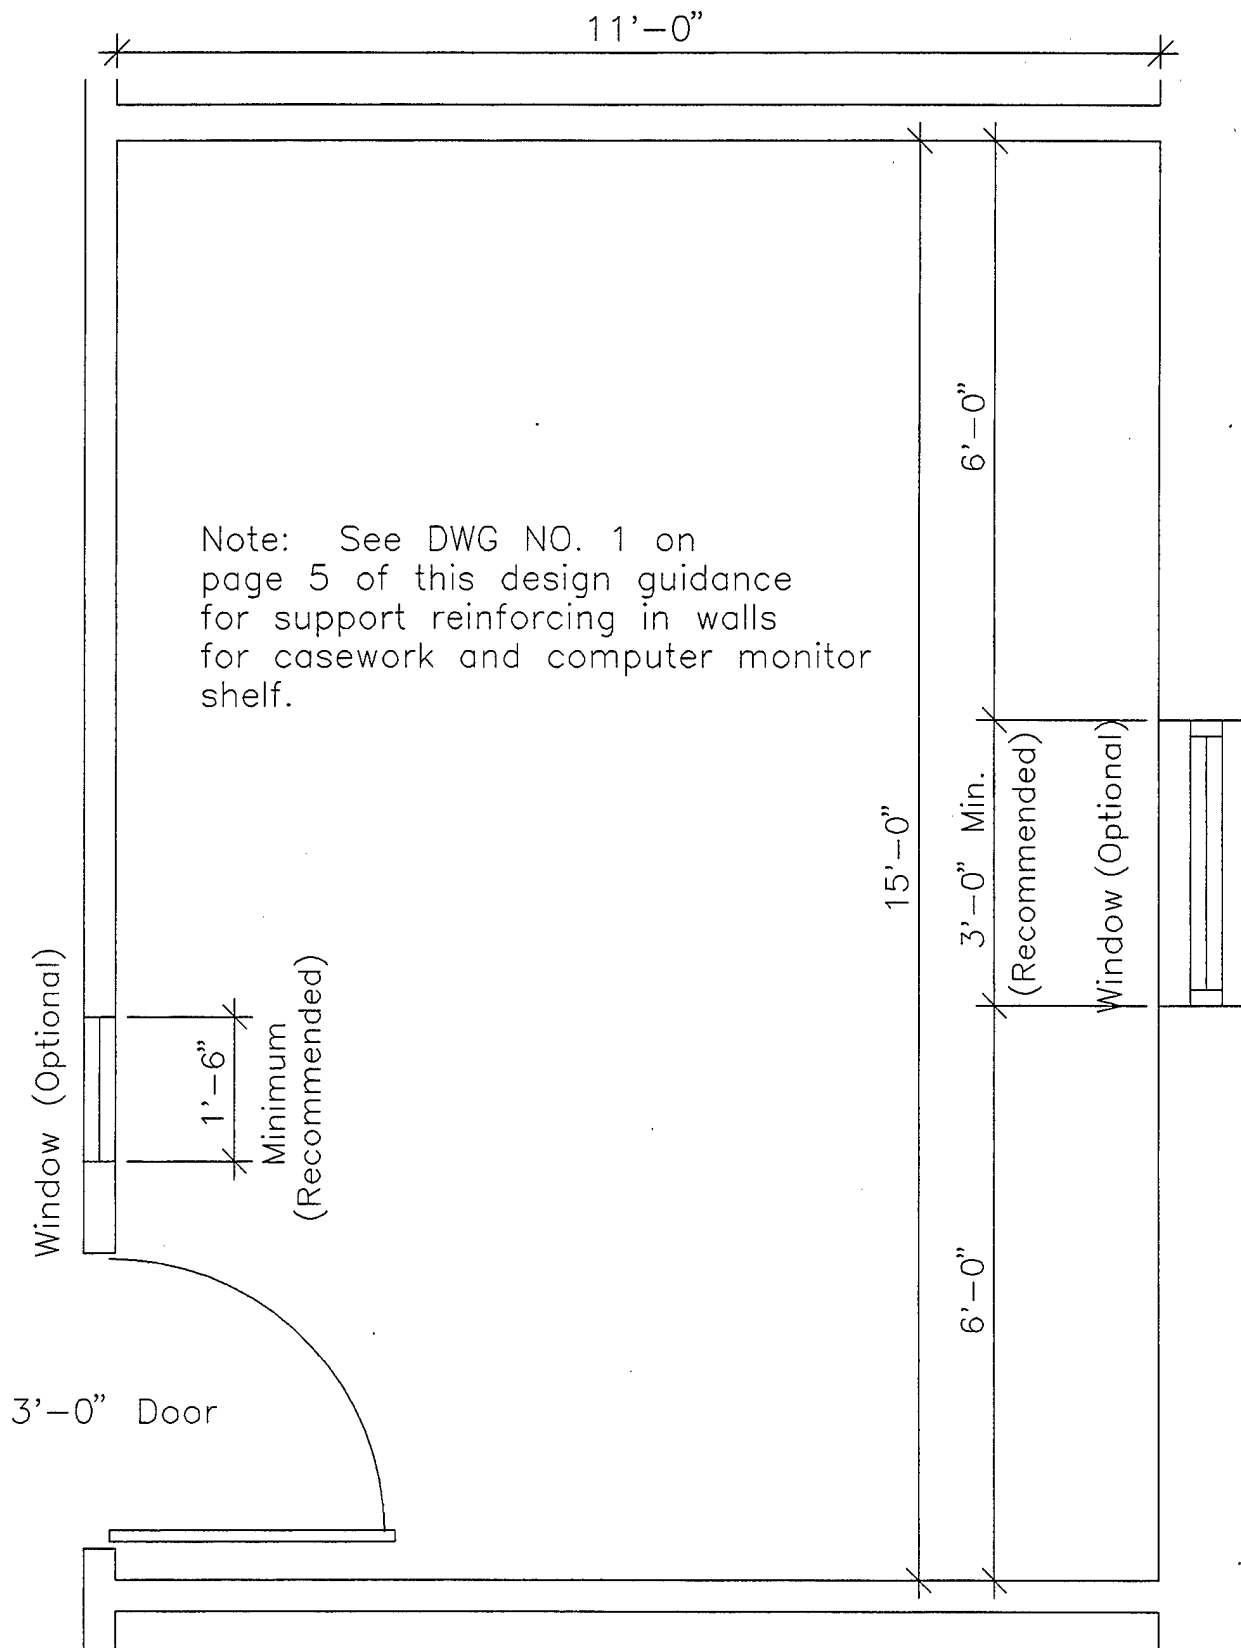 11'-0"
6'-0"
Note: See DWG NO. 1 on
page 5 of this design guidance
for support reinforcing in walls
for casework and computer monitor
shelf.
15'-0"
3'-0" Min.
(Recommended)
Window (Optional)
Window (Optional)
1'-6"
Minimum
(Recommended)
6'-0"
3'-0" Door